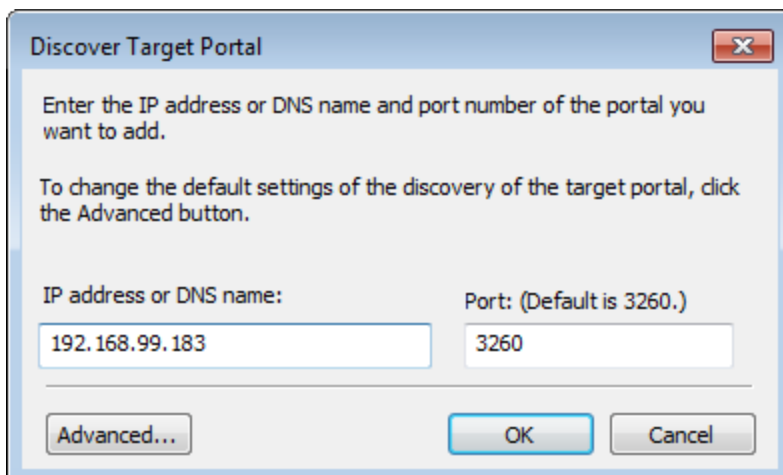 Discover Target Portal
Enter the IP address or DNS name and port number of the portal you
want to add.
To change the default settings of the discovery of the target portal, click
the Advanced button.
IP address or DNS name:
Port: (Default is 3260.)
192.168.99.183
3260
Advanced...
OK
Cancel